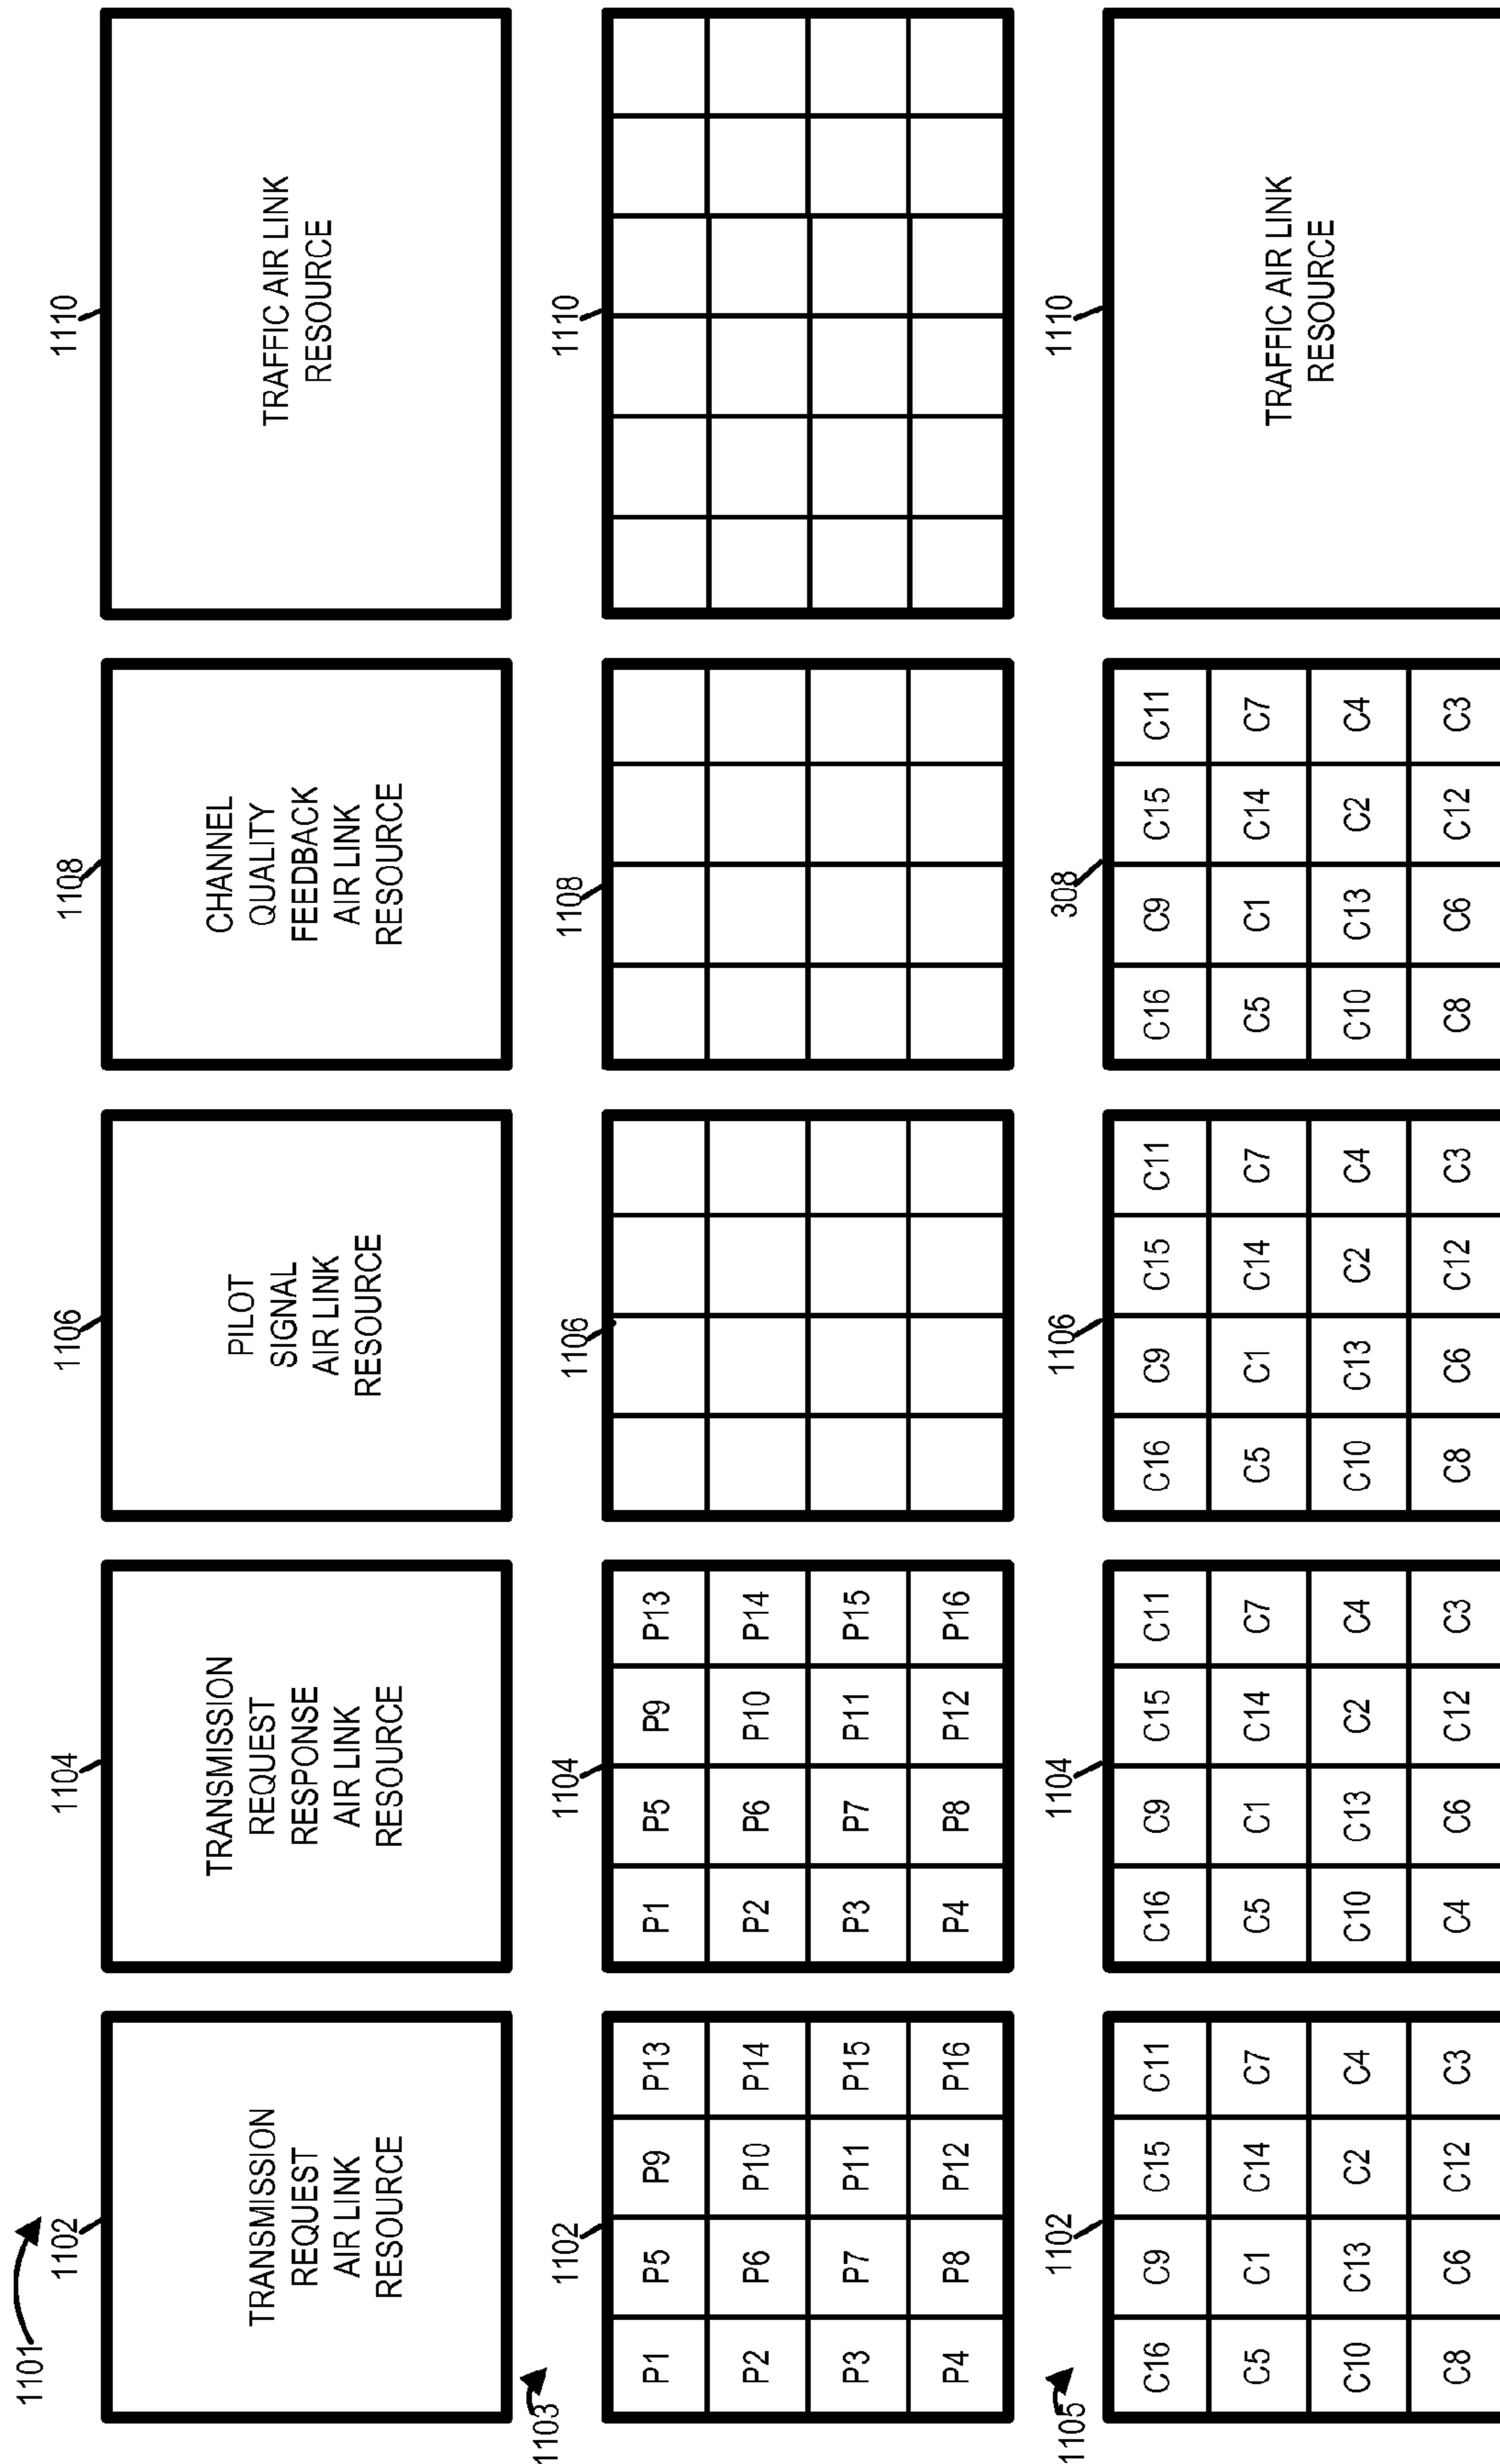 1101
1102
TRANSMISSION
REQUEST
AIR LINK
RESOURCE
1104
TRANSMISSION
REQUEST
RESPONSE
AIR LINK
RESOURCE
1106
PILOT
SIGNAL
AIR LINK
RESOURCE
1108
CHANNEL
QUALITY
FEEDBACK
AIR LINK
RESOURCE
1110
TRAFFIC AIR LINK
RESOURCE
1103
1102
P1 P5 P9 P13
P2 P6 P10 P14
P3 P7 P11 P15
P4 P8 P12 P16
1104
P1 P5 P9 P13
P2 P6 P10 P14
P3 P7 P11 P15
P4 P8 P12 P16
1106
1108
1110
1105
1102
C16 C9 C15 C11
C5 C1 C14 C7
C10 C13 C2 C4
C8 C6 C12 C3
1104
C16 C9 C15 C11
C5 C1 C14 C7
C10 C13 C2 C4
C4 C6 C12 C3
1106
C16 C9 C15 C11
C5 C1 C14 C7
C10 C13 C2 C4
C8 C6 C12 C3
308
C16 C9 C15 C11
C5 C1 C14 C7
C10 C13 C2 C4
C8 C6 C12 C3
1110
TRAFFIC AIR LINK
RESOURCE